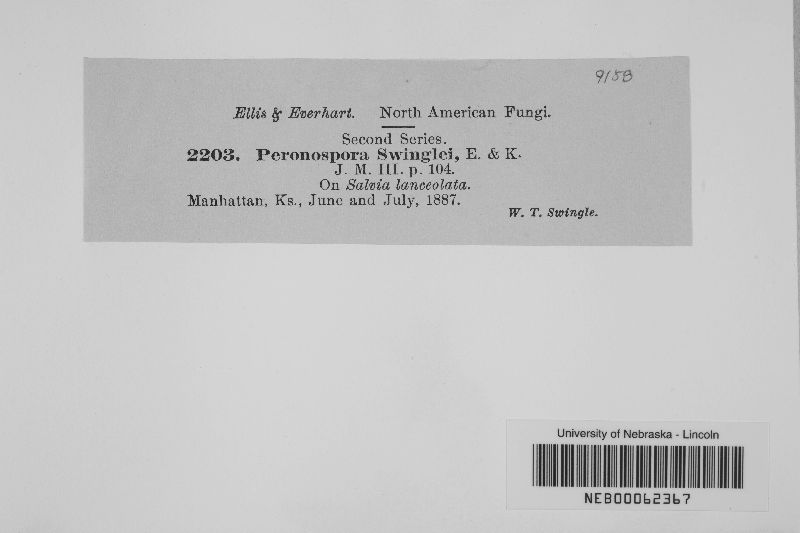 9158
Ellis & Everhart. North American Fungi.
Second Series.
2203. Peronospora Swinglei, E. & K.
J. M. III. p. 104.
On Salvia lanceolata.
Manhattan, Ks., June and July, 1887.
W. T. Swingle.
University of Nebraska - Lincoln
NEB00062367